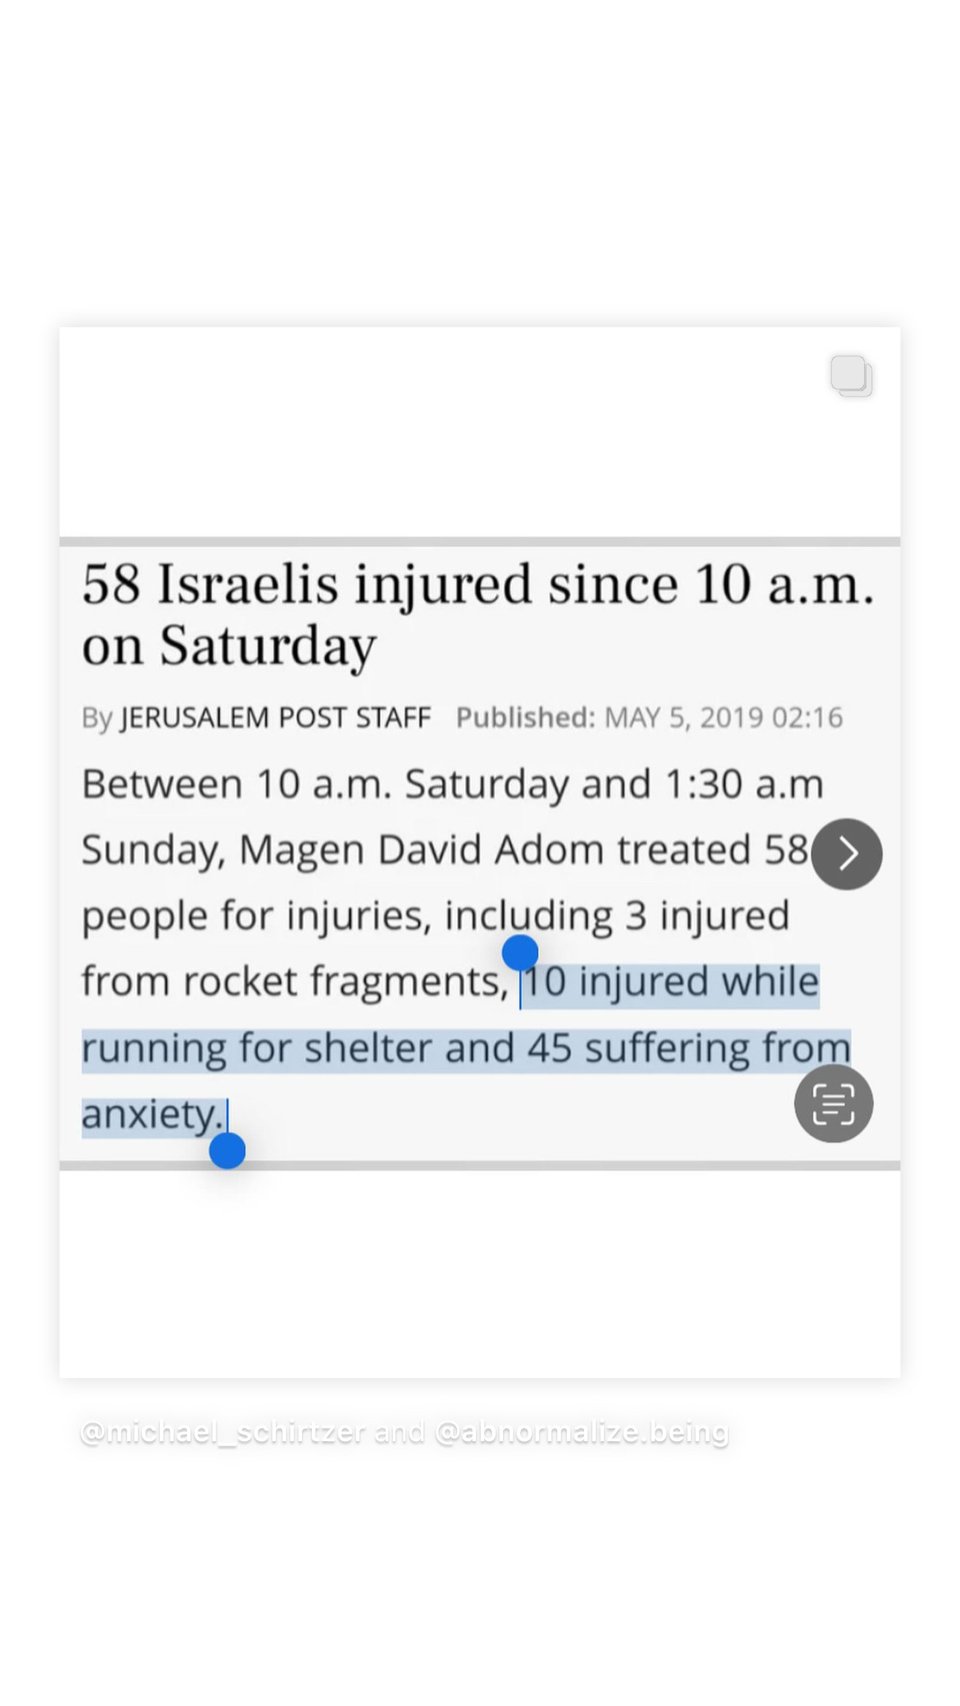 58 Israelis injured since 10 a.m.
on Saturday
By JERUSALEM POST STAFF Published: MAY 5, 2019 02:16
Between 10 a.m. Saturday and 1:30 a.m
Sunday, Magen David Adom treated 58
people for injuries, including 3 injured
from rocket fragments, 10 injured while
running for shelter and 45 suffering from
anxiety.
@michael_schirtzer and @abnormalize.being